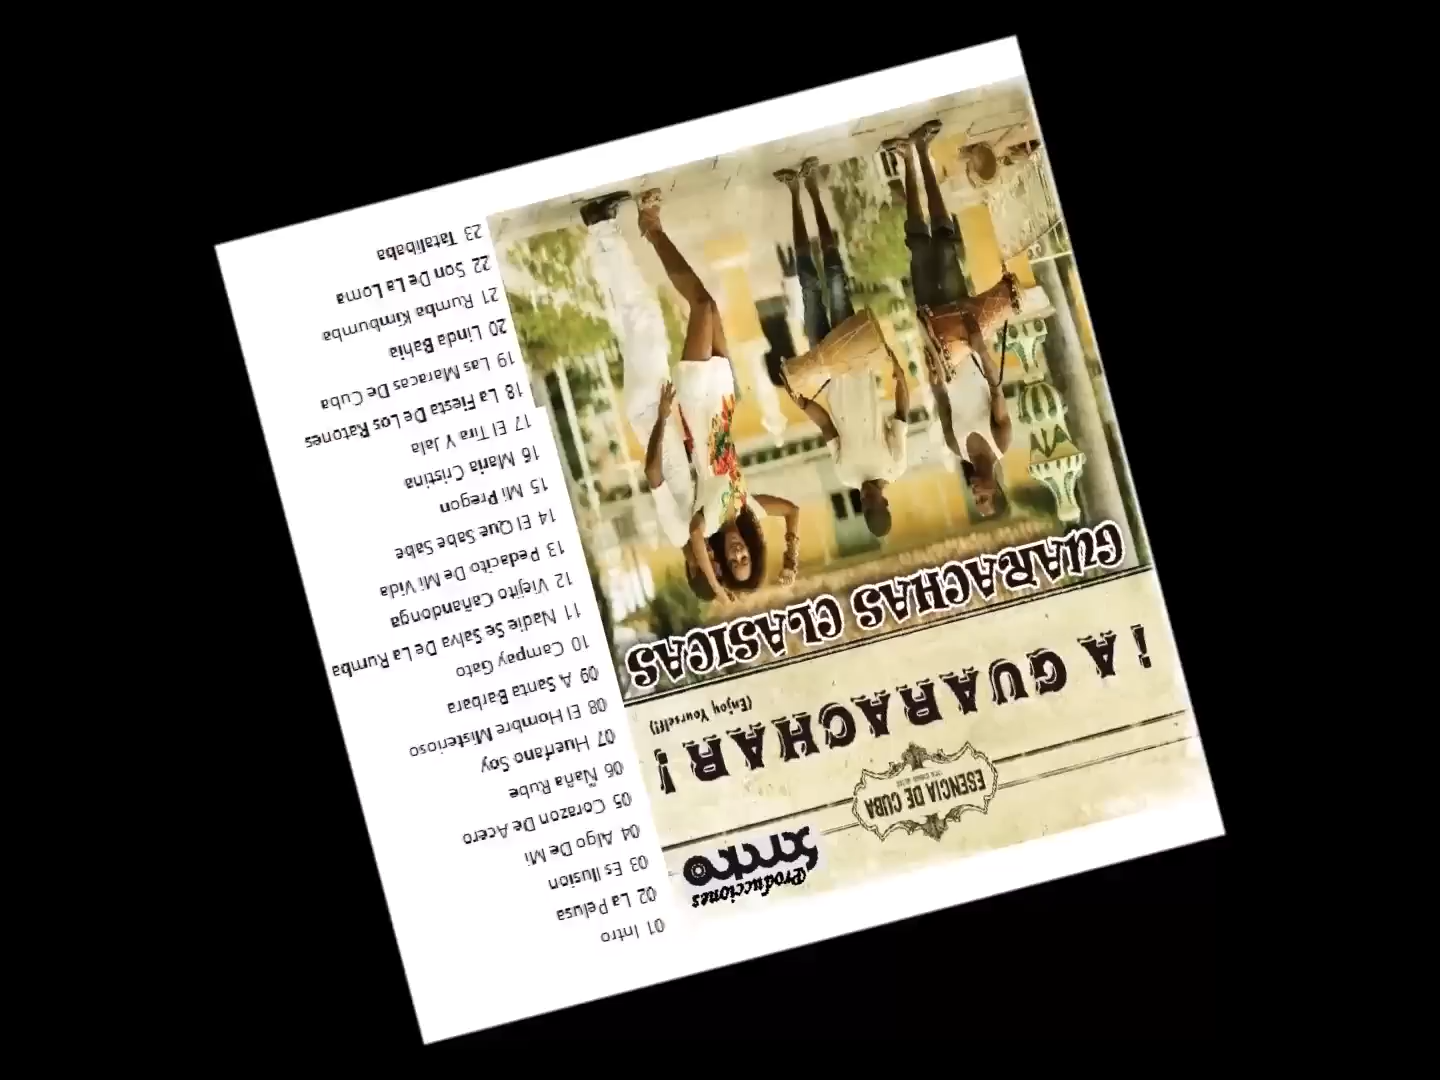 Producciones
ESENCIA DE CUBA
¡ A GUARACHAR !
(Enjoy Yourself!)
GUARACHAS CLASICAS
01 Intro
02 La Pelusa
03 Es Ilusion
04 Algo De Mi
05 Corazon De Acero
06 Ñaña Rube
07 Huerfano Soy
08 El Hombre Misterioso
09 A Santa Barbara
10 Campay Gato
11 Nadie Se Salva De La Rumba
12 Viejito Cañandonga
13 Pedacito De Mi Vida
14 El Que Sabe Sabe
15 Mi Pregon
16 Maria Cristina
17 El Tira Y Jala
18 La Fiesta De Los Ratones
19 Las Maracas De Cuba
20 Linda Bahia
21 Rumba Kimbumba
22 Son De La Loma
23 Tatalibaba